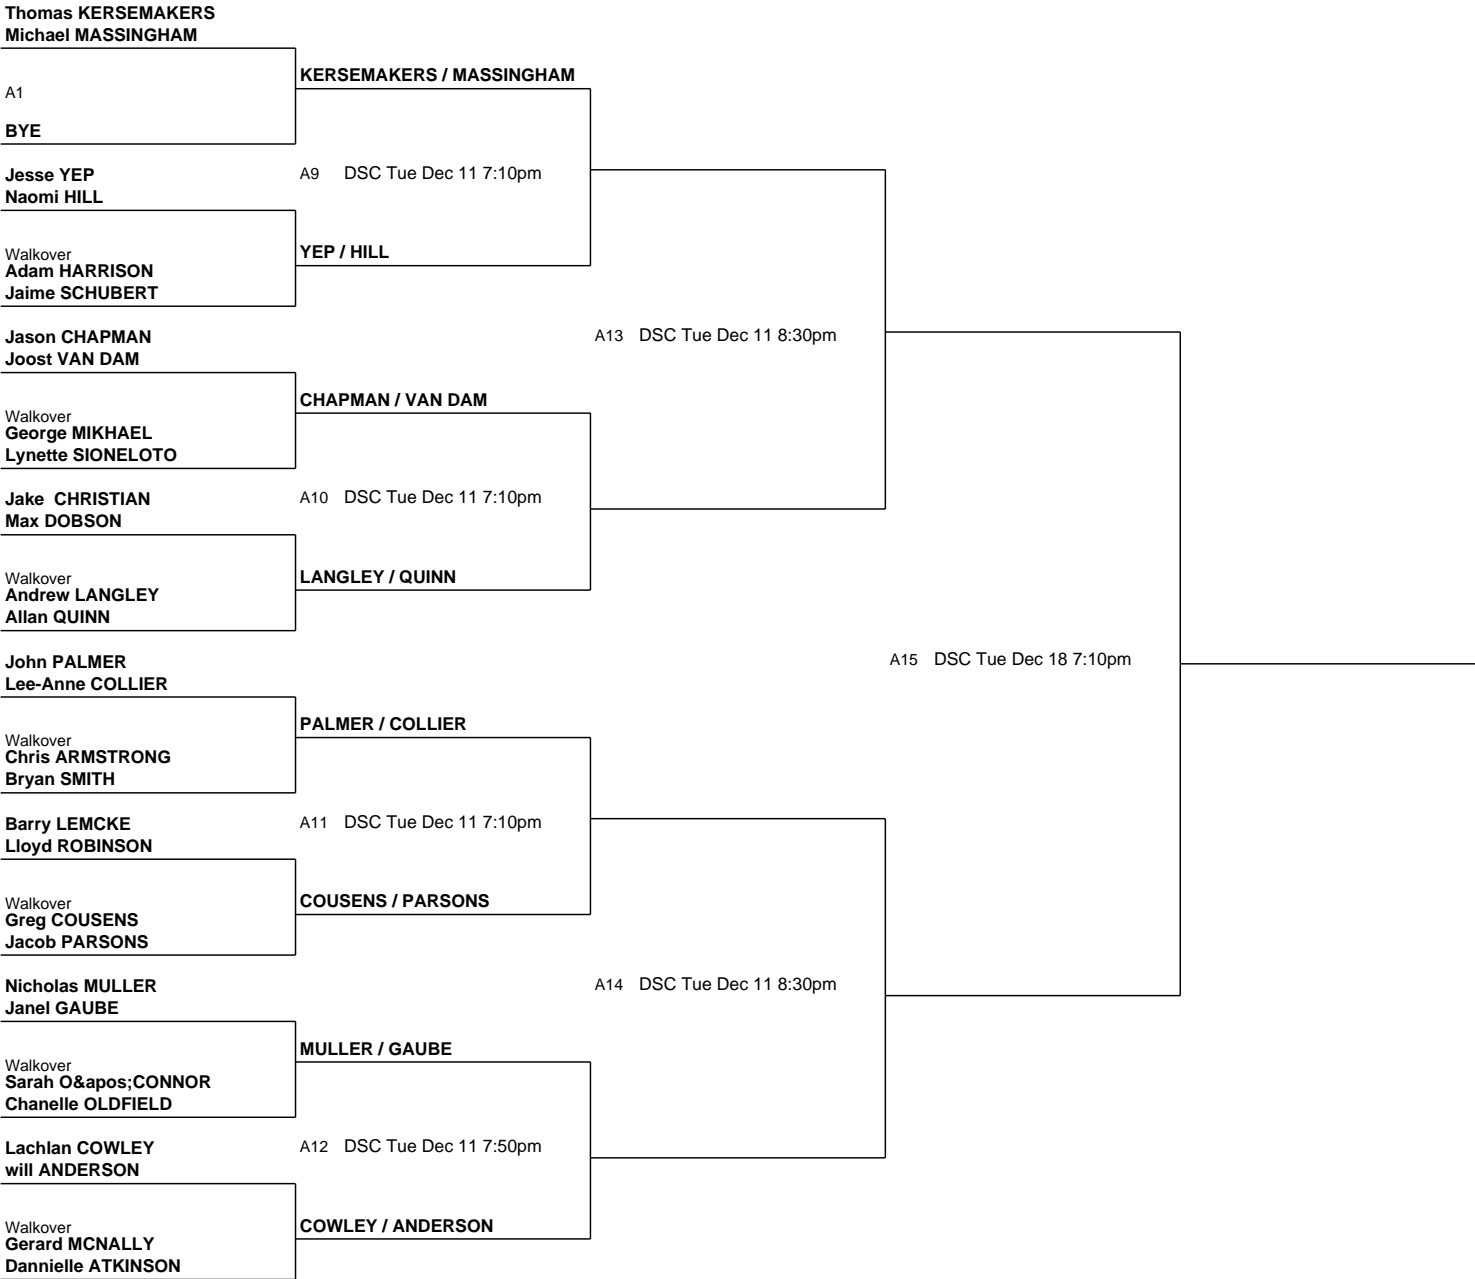 Thomas KERSEMAKERS
Michael MASSINGHAM
KERSEMAKERS / MASSINGHAM
A1
BYE
Jesse YEP
Naomi HILL
A9 DSC Tue Dec 11 7:10pm
YEP / HILL
Walkover
Adam HARRISON
Jaime SCHUBERT
Jason CHAPMAN
Joost VAN DAM
A13 DSC Tue Dec 11 8:30pm
CHAPMAN / VAN DAM
Walkover
George MIKHAEL
Lynette SIONELOTO
Jake  CHRISTIAN
Max DOBSON
A10 DSC Tue Dec 11 7:10pm
LANGLEY / QUINN
Walkover
Andrew LANGLEY
Allan QUINN
John PALMER
Lee-Anne COLLIER
A15 DSC Tue Dec 18 7:10pm
PALMER / COLLIER
Walkover
Chris ARMSTRONG
Bryan SMITH
Barry LEMCKE
Lloyd ROBINSON
A11 DSC Tue Dec 11 7:10pm
COUSENS / PARSONS
Walkover
Greg COUSENS
Jacob PARSONS
Nicholas MULLER
Janel GAUBE
A14 DSC Tue Dec 11 8:30pm
MULLER / GAUBE
Walkover
Sarah O&apos;CONNOR
Chanelle OLDFIELD
Lachlan COWLEY
will ANDERSON
A12 DSC Tue Dec 11 7:50pm
COWLEY / ANDERSON
Walkover
Gerard MCNALLY
Dannielle ATKINSON